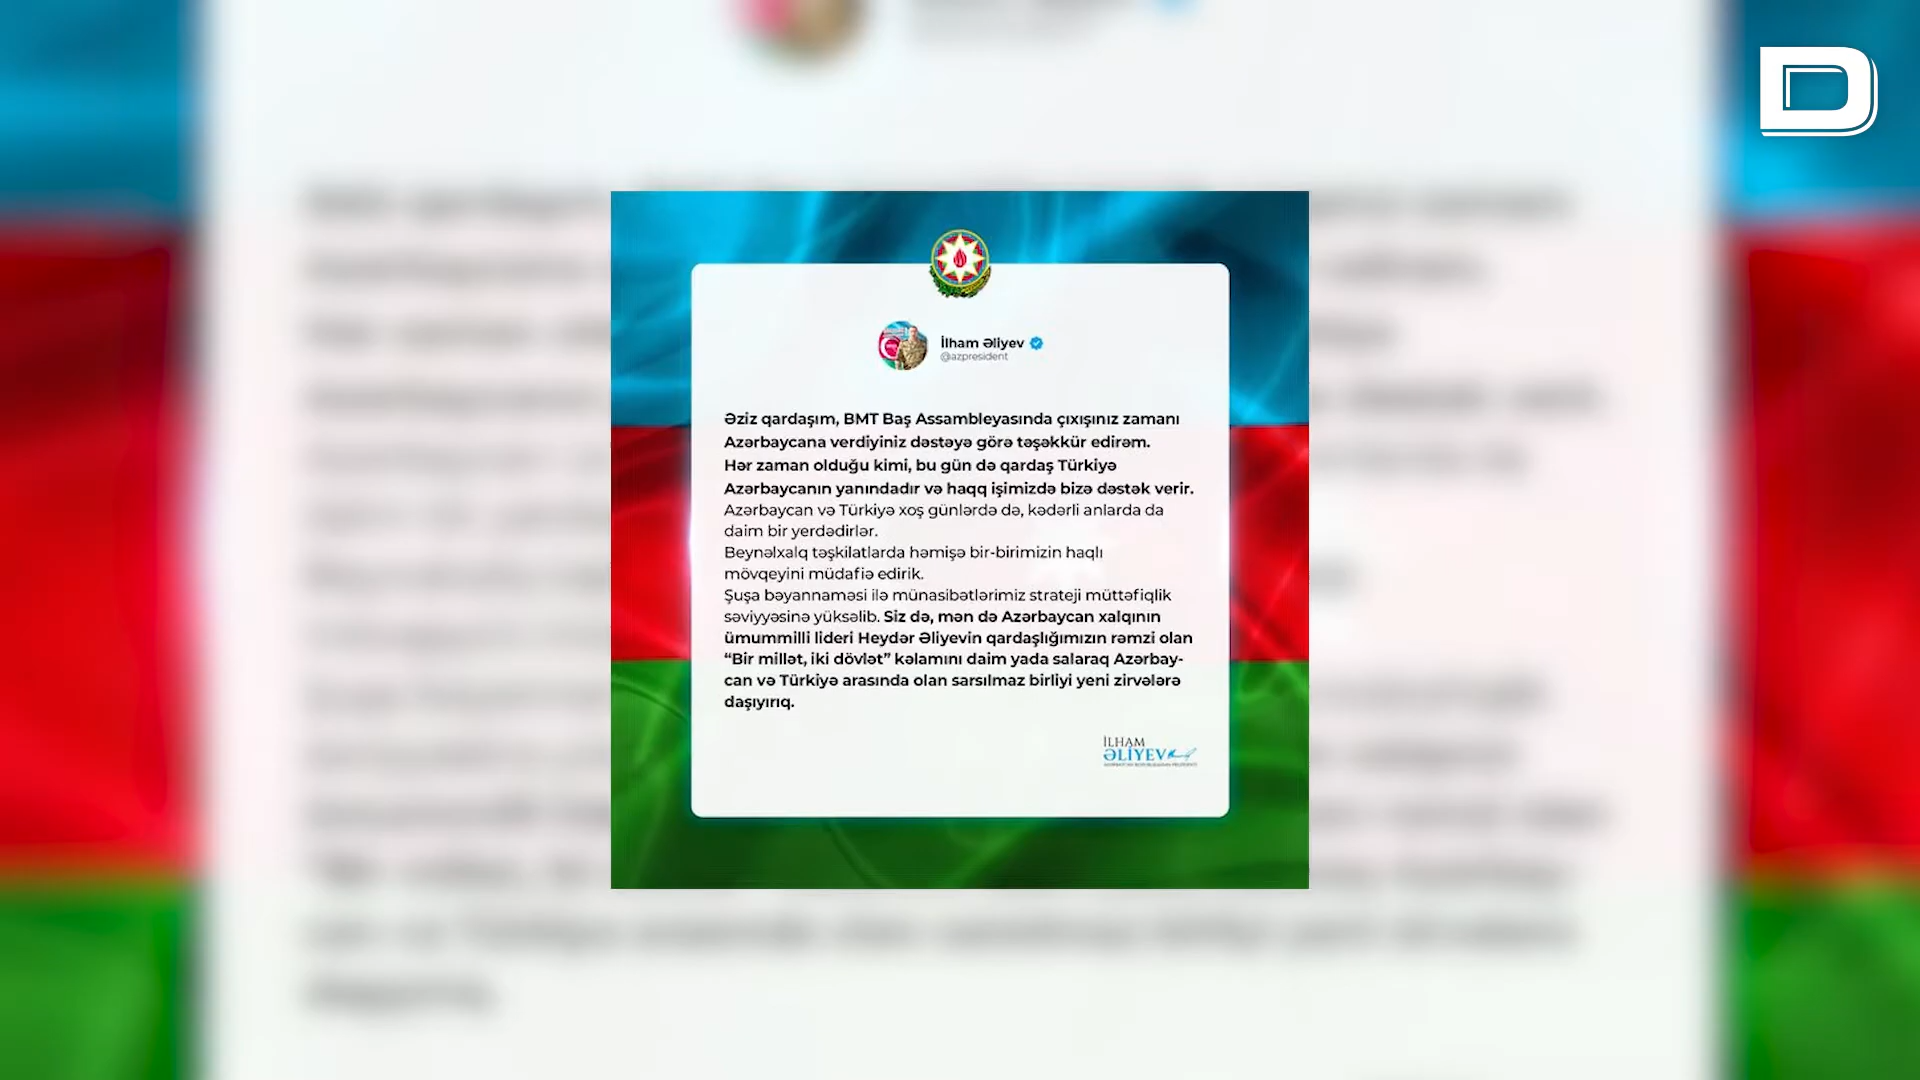 D
İlham Əliyev
@azpresident
Əziz qardaşım, BMT Baş Assambleyasında çıxışınız zamanı
Azərbaycana verdiyiniz dəstəyə görə təşəkkür edirəm.
Hər zaman olduğu kimi, bu gün də qardaş Türkiyə
Azərbaycanın yanındadır və haqq işimizdə bizə dəstək verir.
Azərbaycan və Türkiyə xoş günlərdə də, kədərli anlarda da
daim bir yerdədirlər.
Beynəlxalq təşkilatlarda həmişə bir-birimizin haqlı
mövqeyini müdafiə edirik.
Şuşa bəyannaməsi ilə münasibətlərimiz strateji müttəfiqlik
səviyyəsinə yüksəlib. Siz də, mən də Azərbaycan xalqının
ümummilli lideri Heydər Əliyevin qardaşlığımızın rəmzi olan
“Bir millət, iki dövlət” kəlamını daim yada salaraq Azərbay-
can və Türkiyə arasında olan sarsılmaz birliyi yeni zirvələrə
daşıyırıq.
İLHAM
ƏLİYEV